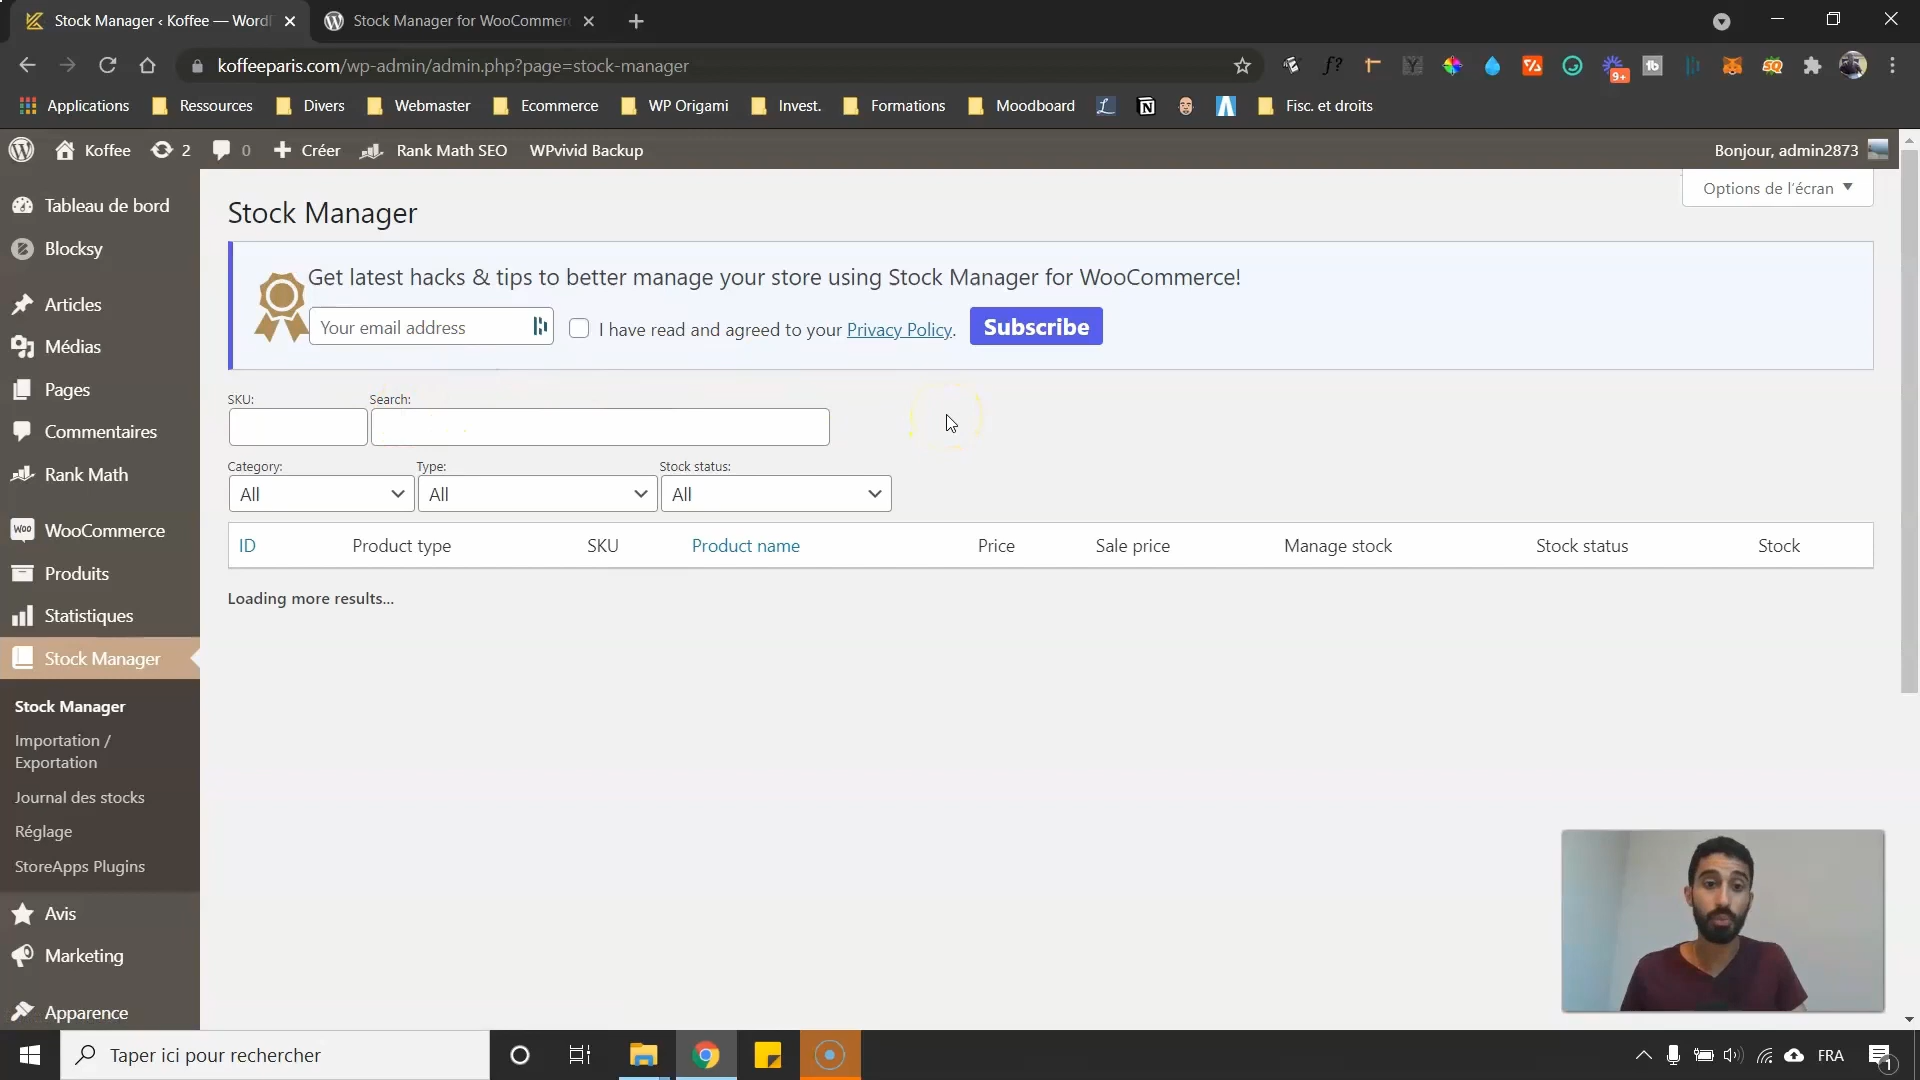 Stock Manager ‹ Koffee — Word
Stock Manager for WooCommer
koffeeparis.com/wp-admin/admin.php?page=stock-manager
9+
Applications
Ressources
Divers
Webmaster
Ecommerce
WP Origami
Invest.
Formations
Moodboard
Fisc. et droits
Koffee
2
0
Créer
Rank Math SEO
WPvivid Backup
Bonjour, admin2873
Options de l'écran
Tableau de bord
Blocksy
Articles
Médias
Pages
Commentaires
Rank Math
WooCommerce
Produits
Statistiques
Stock Manager
Stock Manager
Importation /
Exportation
Journal des stocks
Réglage
StoreApps Plugins
Avis
Marketing
Apparence
Stock Manager
Get latest hacks & tips to better manage your store using Stock Manager for WooCommerce!
Your email address
I have read and agreed to your Privacy Policy.
Subscribe
SKU:
Search:
Category:
Type:
Stock status:
All
All
All
ID
Product type
SKU
Product name
Price
Sale price
Manage stock
Stock status
Stock
Loading more results...
Taper ici pour rechercher
FRA
1